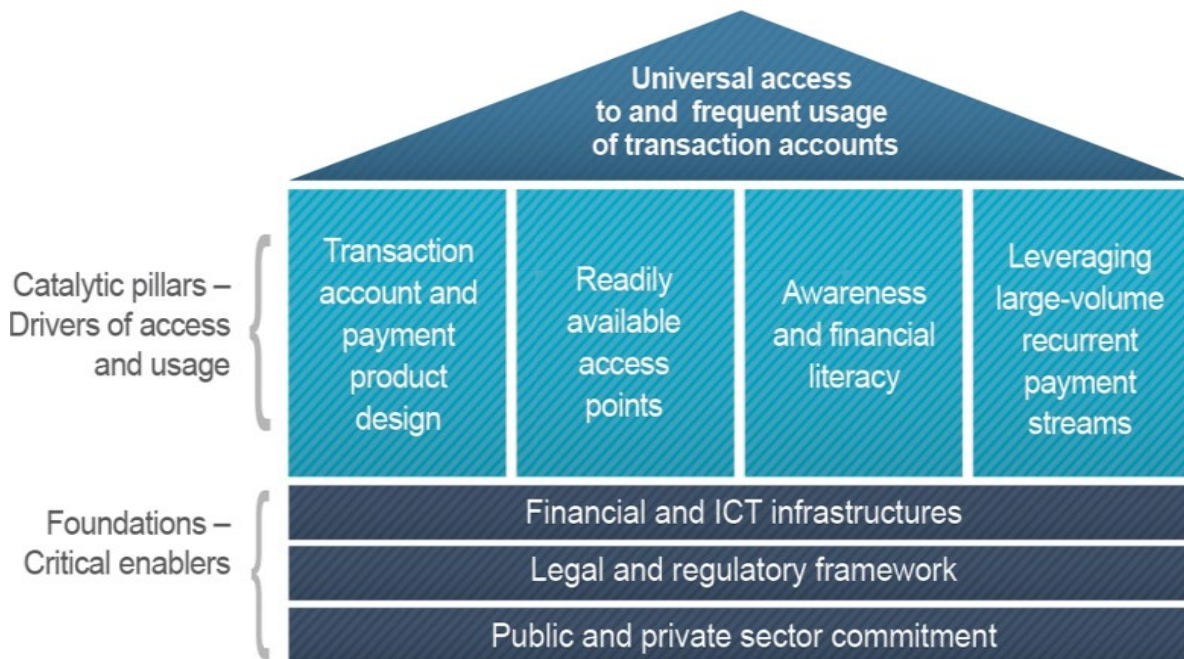 Universal access
to and frequent usage
of transaction accounts
Catalytic pillars –
Drivers of access
and usage
Transaction
account and
payment
product
design
Readily
available
access
points
Awareness
and financial
literacy
Leveraging
large-volume
recurrent
payment
streams
Foundations –
Critical enablers
Financial and ICT infrastructures
Legal and regulatory framework
Public and private sector commitment